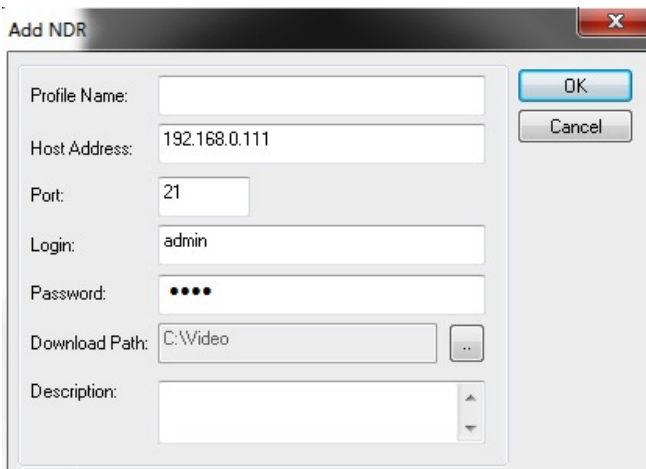 Add NDR
Profile Name:
OK
Host Address: 192.168.0.111
Cancel
Port: 21
Login: admin
Password: ••••
Download Path: C:\Video ..
Description: